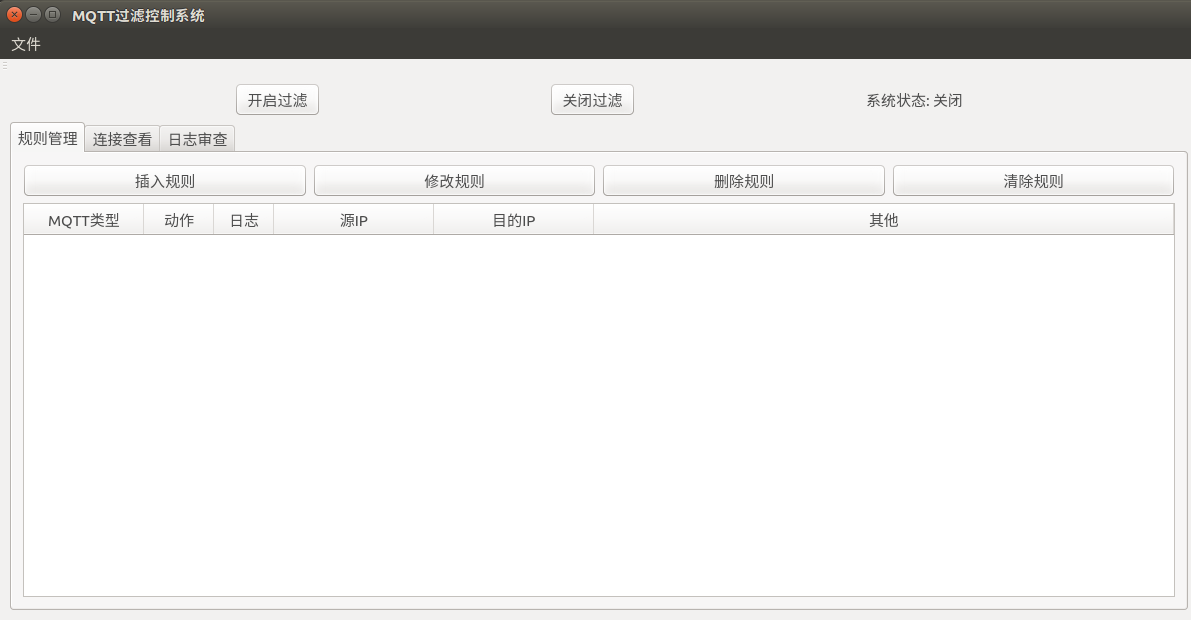 MQTT过滤控制系统
文件
开启过滤 关闭过滤 系统状态: 关闭
规则管理 连接查看 日志审查
插入规则 修改规则 删除规则 清除规则
MQTT类型 动作 日志 源IP 目的IP 其他